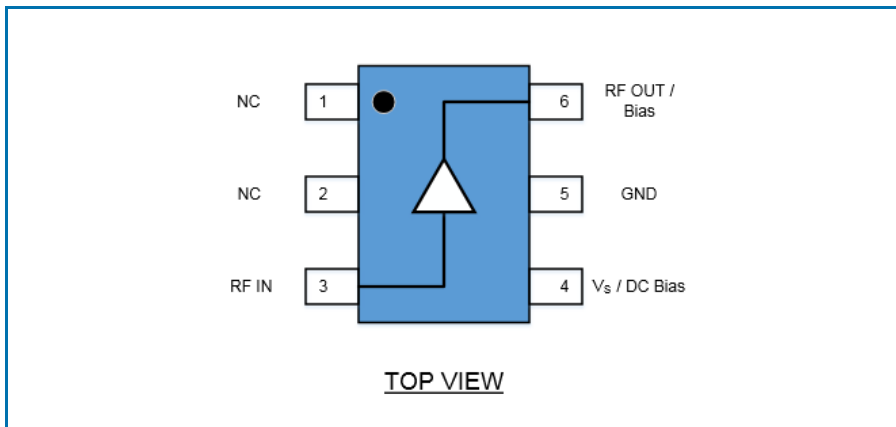 NC
1
6
RF OUT /
Bias
NC
2
5
GND
RF IN
3
4
Vs / DC Bias
TOP VIEW